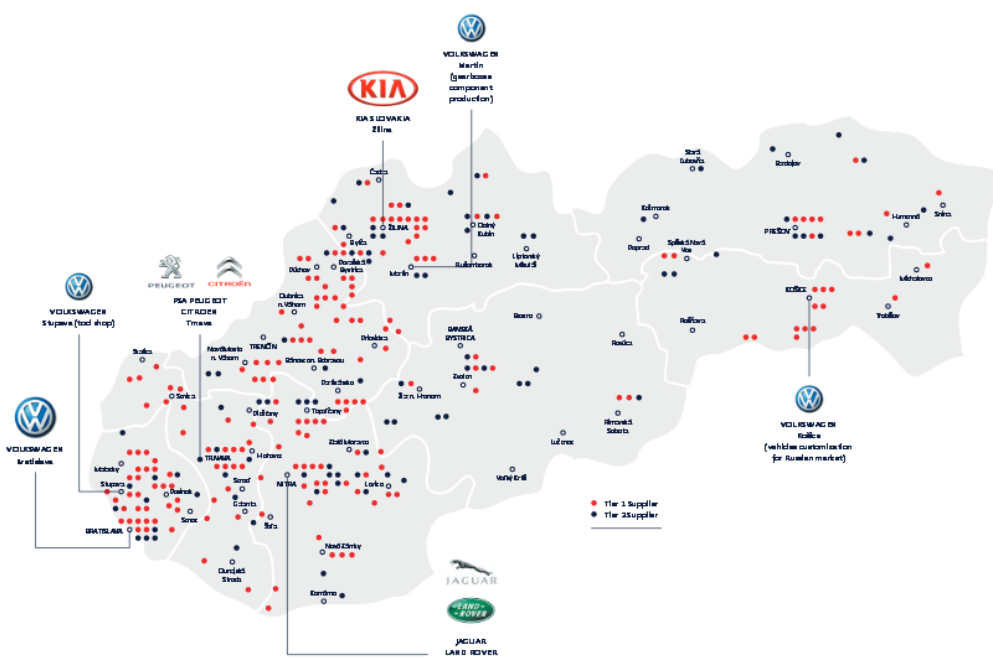 VOLKSWAGEN
Martin
(gearboxes
component
production)
KIA
KIA SLOVAKIA
Žilina
PEUGEOT
CITROËN
PSA PEUGEOT
CITROEN
Trnava
VOLKSWAGEN
Stupava (tool shop)
VOLKSWAGEN
Bratislava
Čadca
ŽILINA
Bytča
Dolný
Kubín
Považská
Bystrica
Púchov
Martin
Ružomberok
Liptovský
Mikuláš
Dubnica
n. Váhom
Stará
Ľubovňa
Bardejov
Kežmarok
Poprad
Spišská Nová
Ves
PREŠOV
Humenné
Snina
Michalovce
KOŠICE
Trebišov
Rožňava
Revúca
Brezno
BANSKÁ
BYSTRICA
Zvolen
Prievidza
TRENČÍN
Nové Mesto
n. Váhom
Bánovce n. Bebravou
Partizánske
Skalica
Senica
Piešťany
Topoľčany
Žiar n. Hronom
Rimavská
Sobota
Lučenec
Veľký Krtíš
Zlaté Moravce
Malacky
TRNAVA
Hlohovec
Stupava
Pezinok
Senec
Sereď
Galanta
Šaľa
NITRA
Levice
BRATISLAVA
Nové Zámky
Dunajská
Streda
Komárno
VOLKSWAGEN
Košice
(vehicles customisation
for Russian market)
Tier 1 Supplier
Tier 2 Supplier
JAGUAR
LAND-
ROVER
JAGUAR
LAND ROVER